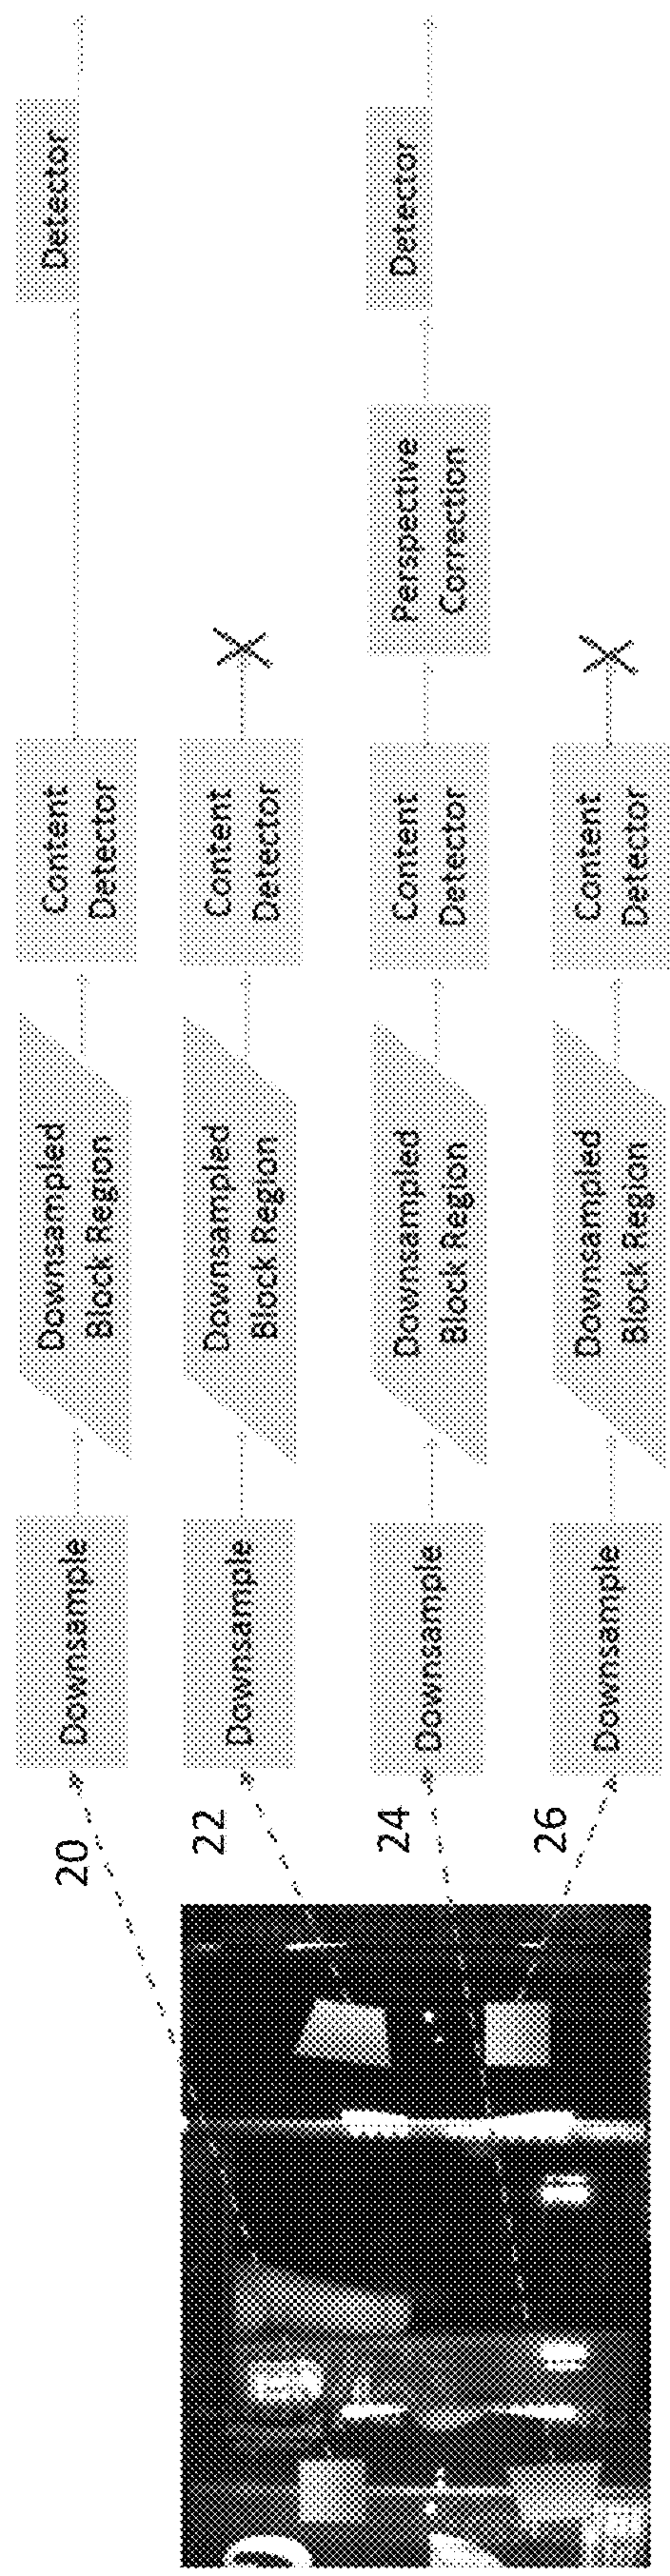 20
Downsample
Downsampled
Block Region
Content
Detector
Detector
22
Downsample
Downsampled
Block Region
Content
Detector
24
Downsample
Downsampled
Block Region
Content
Detector
Perspective
Correction
Detector
26
Downsample
Downsampled
Block Region
Content
Detector